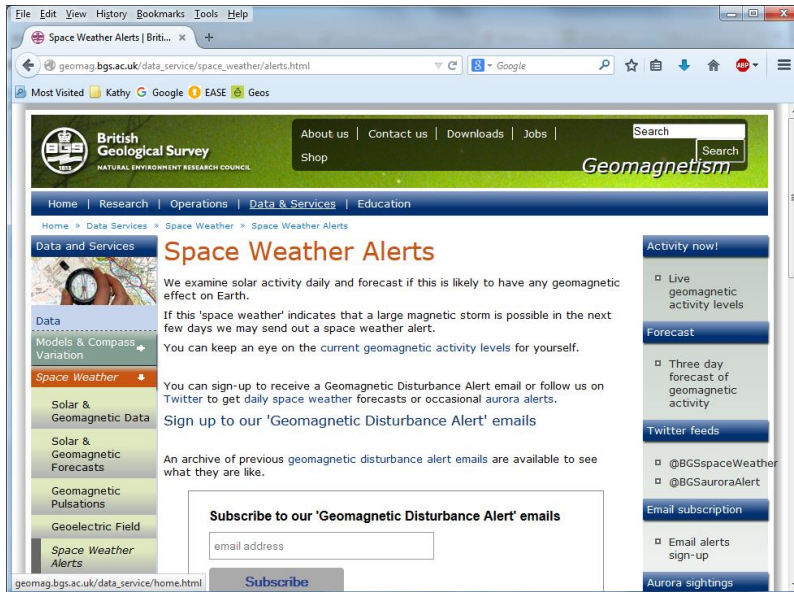 File Edit View History Bookmarks Tools Help
Space Weather Alerts | Briti... × +
geomag.bgs.ac.uk/data_service/space_weather/alerts.html
Google
ABP
Most Visited Kathy Google EASE Geos
British
Geological Survey
NATURAL ENVIRONMENT RESEARCH COUNCIL
BGS
1835
About us | Contact us | Downloads | Jobs |
Shop
Search
Search
Geomagnetism
Home | Research | Operations | Data & Services | Education
Home » Data Services » Space Weather » Space Weather Alerts
Data and Services
Data
Models & Compass
Variation
Space Weather
Solar &
Geomagnetic Data
Solar &
Geomagnetic
Forecasts
Geomagnetic
Pulsations
Geoelectric Field
Space Weather
Alerts
Space Weather Alerts
We examine solar activity daily and forecast if this is likely to have any geomagnetic
effect on Earth.
If this 'space weather' indicates that a large magnetic storm is possible in the next
few days we may send out a space weather alert.
You can keep an eye on the current geomagnetic activity levels for yourself.
You can sign-up to receive a Geomagnetic Disturbance Alert email or follow us on
Twitter to get daily space weather forecasts or occasional aurora alerts.
Sign up to our 'Geomagnetic Disturbance Alert' emails
An archive of previous geomagnetic disturbance alert emails are available to see
what they are like.
Subscribe to our 'Geomagnetic Disturbance Alert' emails
email address
Subscribe
Activity now!
Live
geomagnetic
activity levels
Forecast
Three day
forecast of
geomagnetic
activity
Twitter feeds
@BGSspaceWeather
@BGSauroraAlert
Email subscription
Email alerts
sign-up
Aurora sightings
geomag.bgs.ac.uk/data_service/home.html